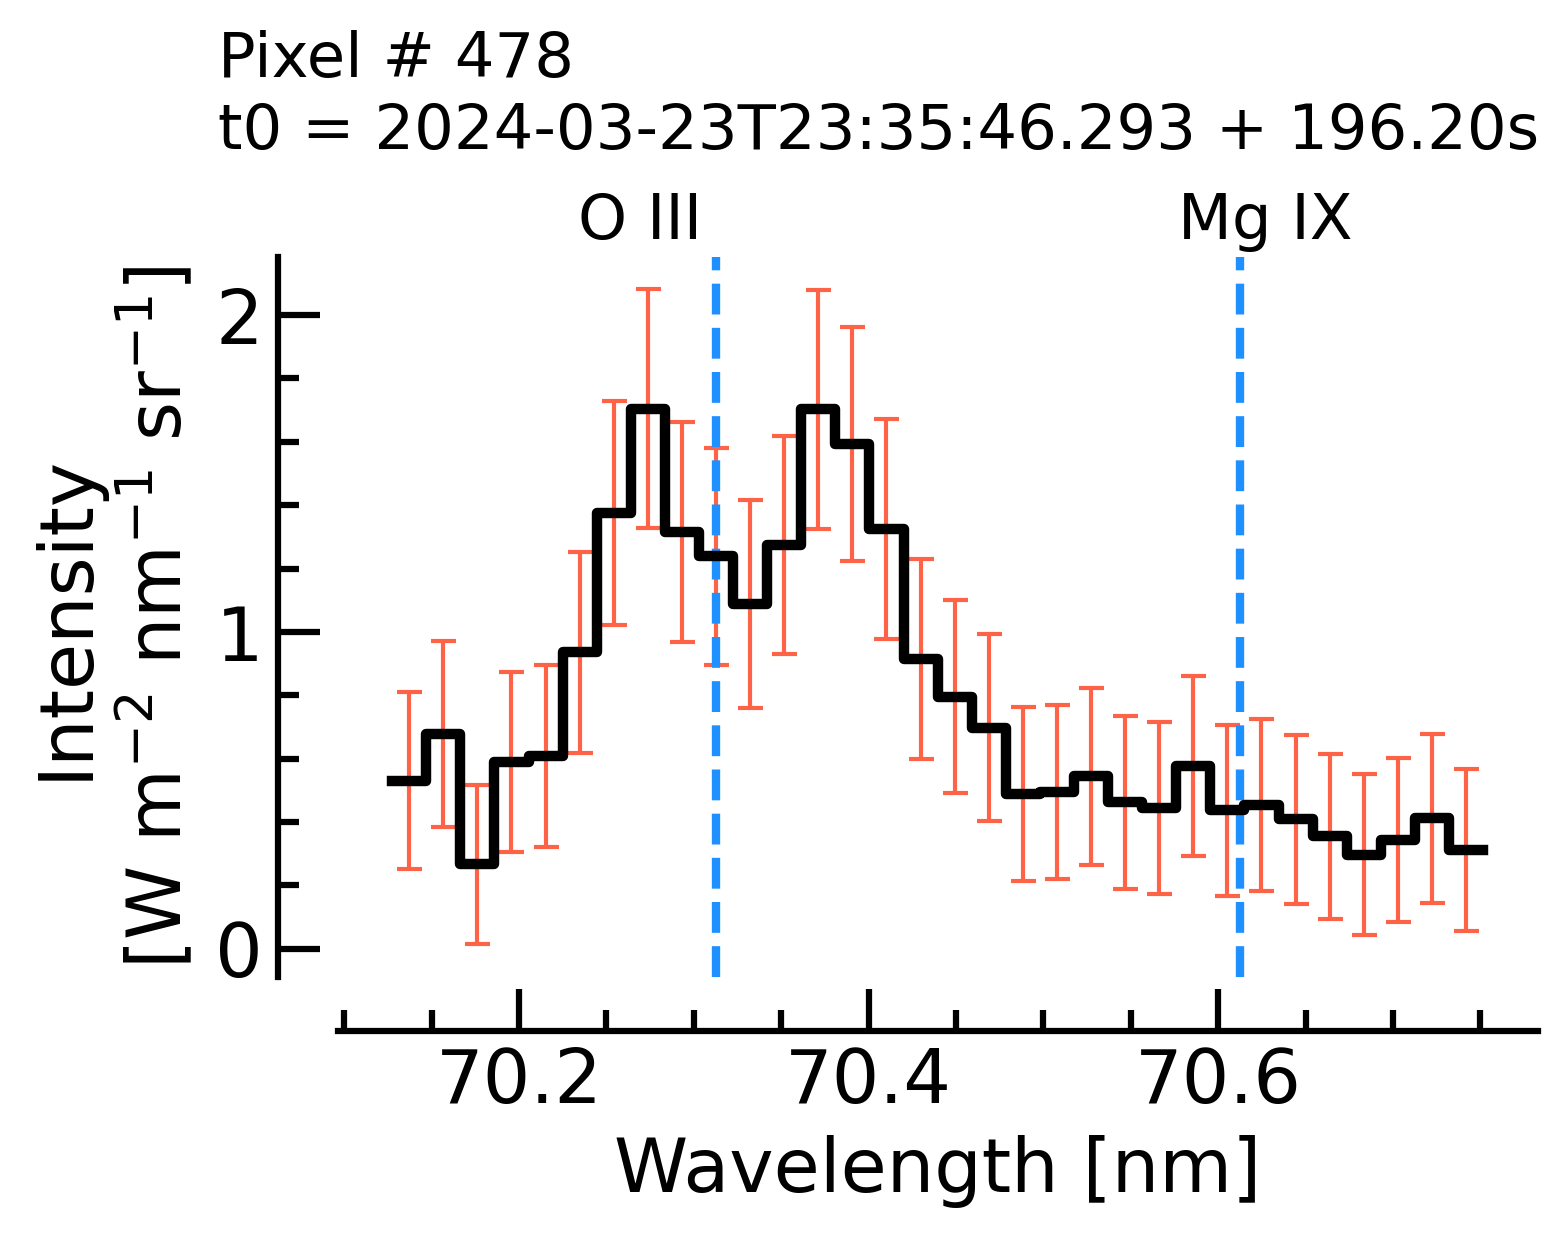 Pixel # 478
t0 = 2024-03-23T23:35:46.293 + 196.20s
O III
Mg IX
Intensity
[W m⁻² nm⁻¹ sr⁻¹]
2
1
0
70.2
70.4
70.6
Wavelength [nm]